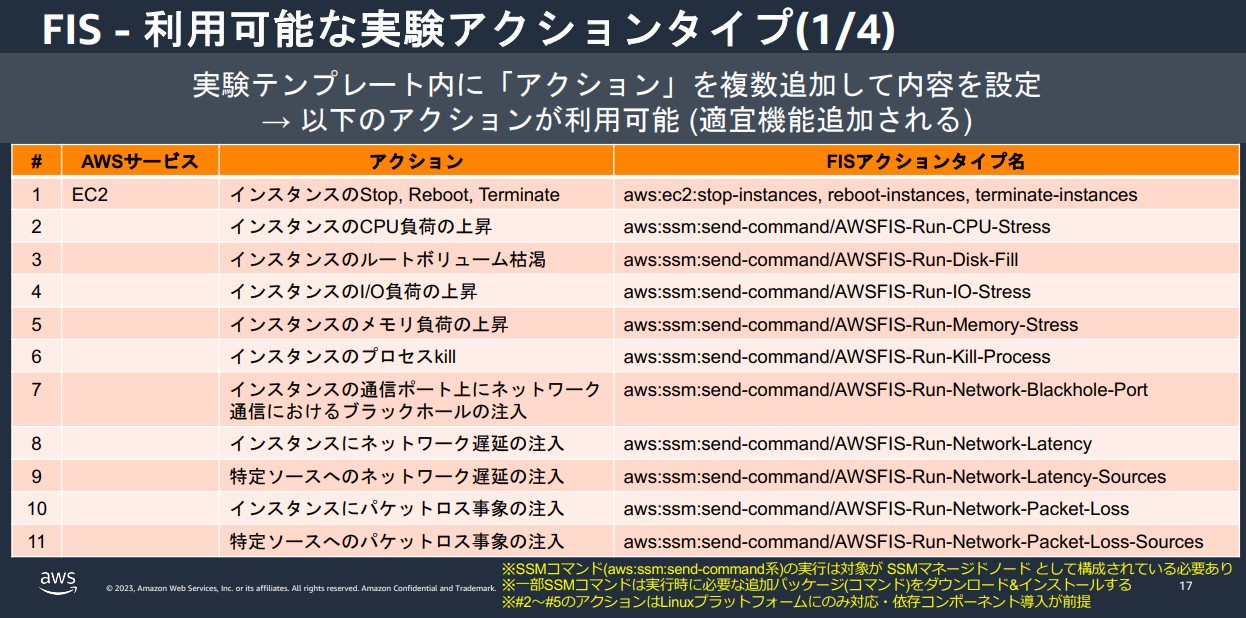 FIS - 利用可能な実験アクションタイプ(1/4)
実験テンプレート内に「アクション」を複数追加して内容を設定
→ 以下のアクションが利用可能 (適宜機能追加される)
# AWSサービス アクション FISアクションタイプ名
1 EC2 インスタンスのStop, Reboot, Terminate aws:ec2:stop-instances, reboot-instances, terminate-instances
2 インスタンスのCPU負荷の上昇 aws:ssm:send-command/AWSFIS-Run-CPU-Stress
3 インスタンスのルートボリューム枯渇 aws:ssm:send-command/AWSFIS-Run-Disk-Fill
4 インスタンスのI/O負荷の上昇 aws:ssm:send-command/AWSFIS-Run-IO-Stress
5 インスタンスのメモリ負荷の上昇 aws:ssm:send-command/AWSFIS-Run-Memory-Stress
6 インスタンスのプロセスkill aws:ssm:send-command/AWSFIS-Run-Kill-Process
7 インスタンスの通信ポート上にネットワーク aws:ssm:send-command/AWSFIS-Run-Network-Blackhole-Port
通信におけるブラックホールの注入
8 インスタンスにネットワーク遅延の注入 aws:ssm:send-command/AWSFIS-Run-Network-Latency
9 特定ソースへのネットワーク遅延の注入 aws:ssm:send-command/AWSFIS-Run-Network-Latency-Sources
10 インスタンスにパケットロス事象の注入 aws:ssm:send-command/AWSFIS-Run-Network-Packet-Loss
11 特定ソースへのパケットロス事象の注入 aws:ssm:send-command/AWSFIS-Run-Network-Packet-Loss-Sources
※SSMコマンド(aws:ssm:send-command系)の実行は対象が SSMマネージドノード として構成されている必要あり
※一部SSMコマンドは実行時に必要な追加パッケージ(コマンド)をダウンロード&インストールする
※#2〜#5のアクションはLinuxプラットフォームにのみ対応・依存コンポーネント導入が前提
aws
© 2023, Amazon Web Services, Inc. or its affiliates. All rights reserved. Amazon Confidential and Trademark.
17